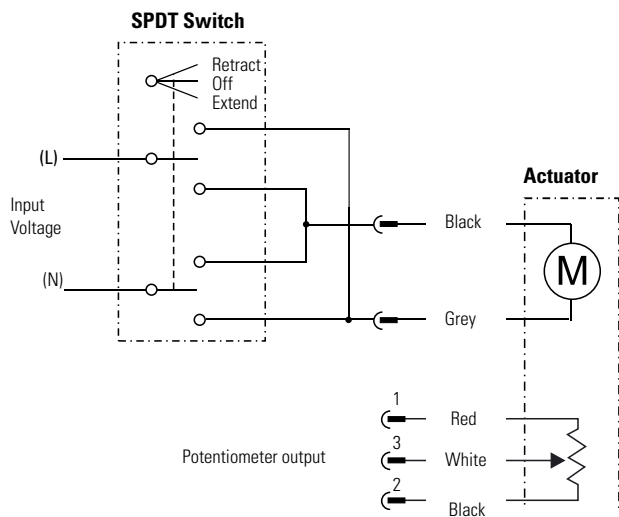 SPDT Switch
Retract
Off
Extend
(L)
Input
Voltage
(N)
Actuator
Black
M
Grey
1
Red
Potentiometer output
3
White
2
Black